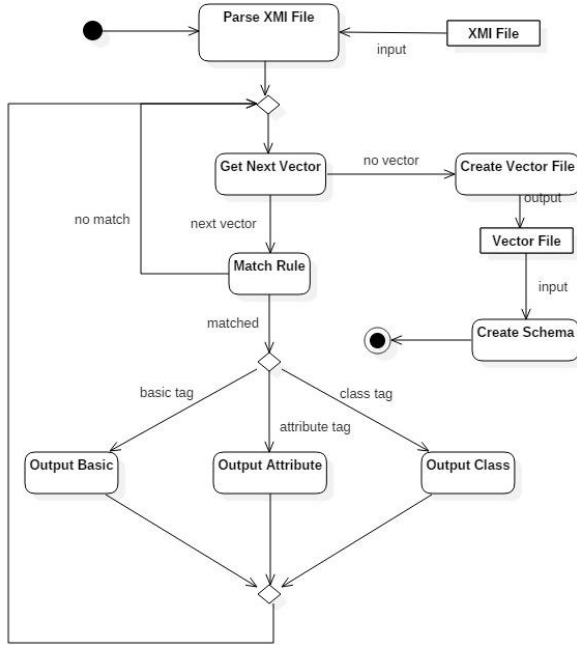 Parse XMI File
XMI File
input
Get Next Vector
no vector
Create Vector File
output
no match
next vector
Vector File
Match Rule
input
matched
Create Schema
basic tag
class tag
attribute tag
Output Basic
Output Attribute
Output Class